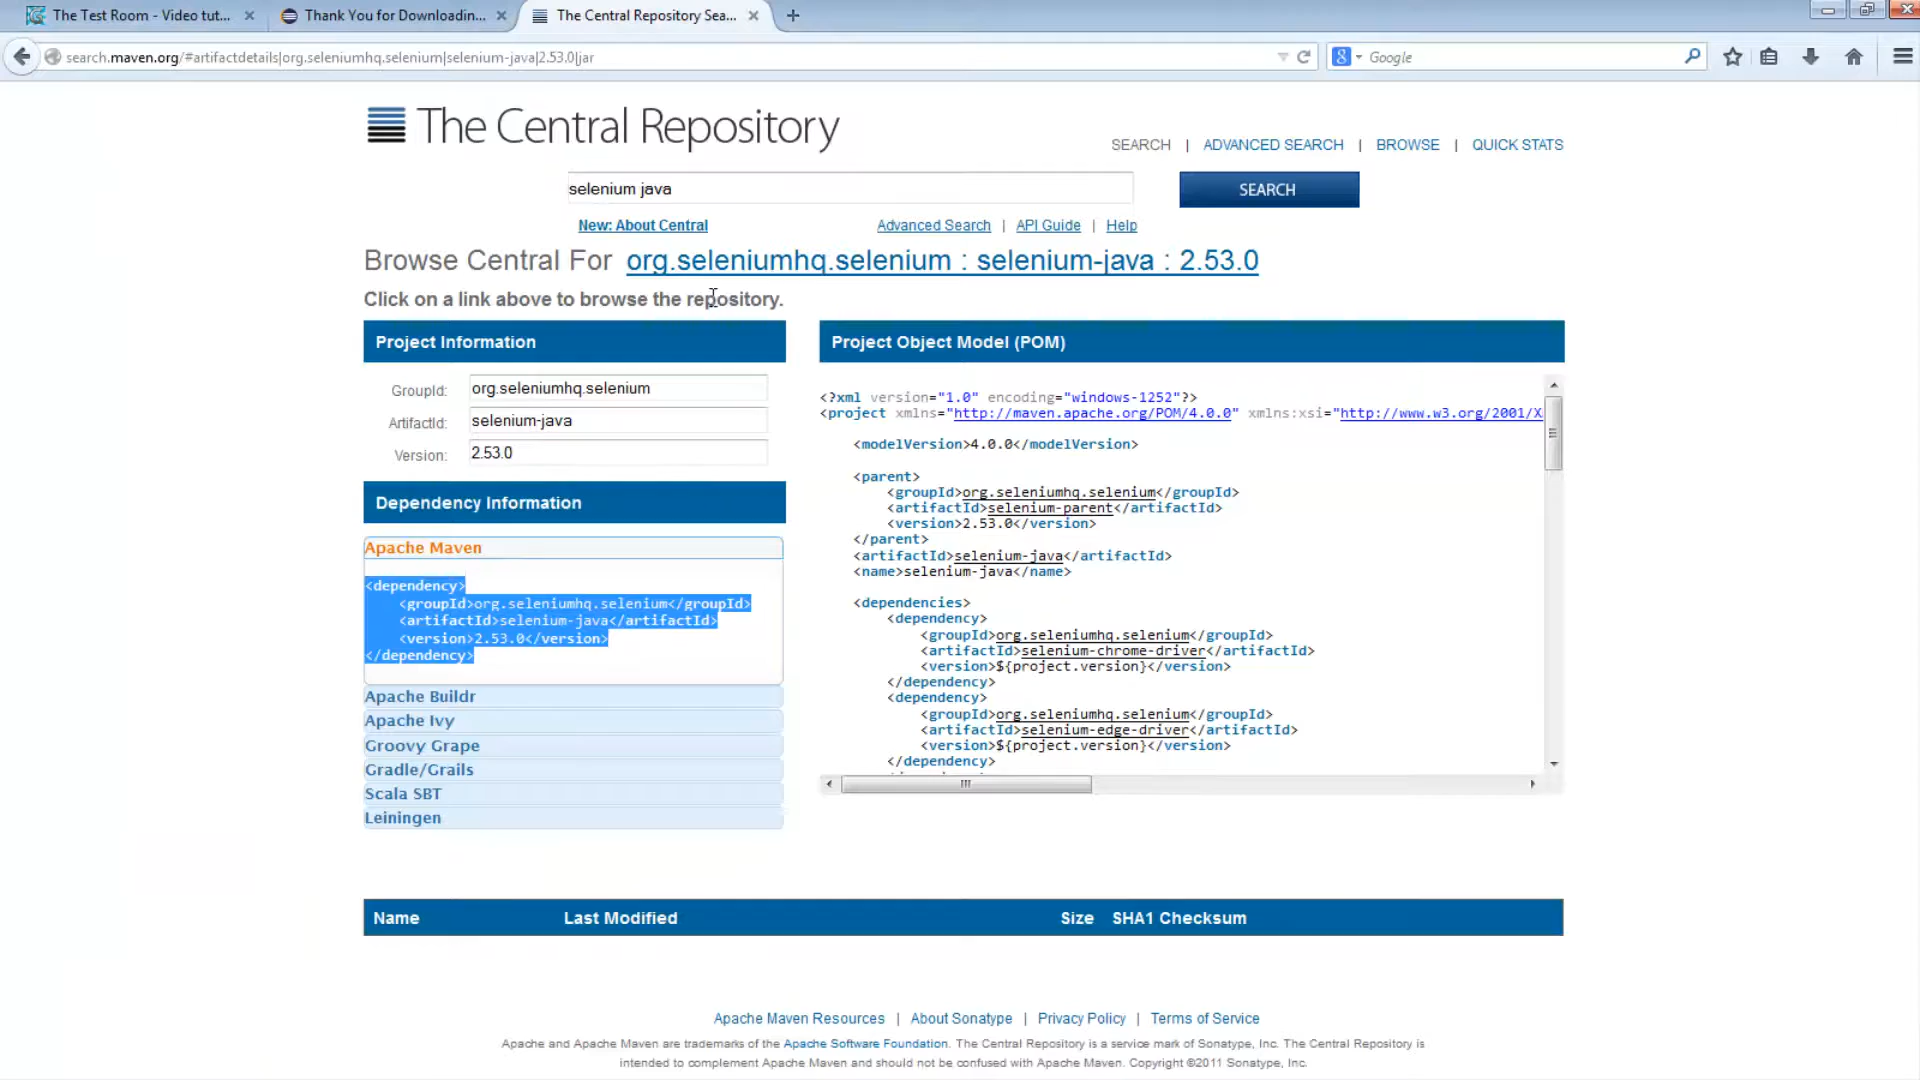 The Test Room - Video tut...
Thank You for Downloadin...
The Central Repository Sea...
search.maven.org/#artifactdetails|org.seleniumhq.selenium|selenium-java|2.53.0|jar
8
Google
The Central Repository
SEARCH | ADVANCED SEARCH | BROWSE | QUICK STATS
selenium java
SEARCH
New: About Central
Advanced Search | API Guide | Help
Browse Central For org.seleniumhq.selenium : selenium-java : 2.53.0
Click on a link above to browse the repository.
Project Information
GroupId: org.seleniumhq.selenium
ArtifactId: selenium-java
Version: 2.53.0
Dependency Information
Apache Maven
<dependency>
<groupId>org.seleniumhq.selenium</groupId>
<artifactId>selenium-java</artifactId>
<version>2.53.0</version>
</dependency>
Apache Buildr
Apache Ivy
Groovy Grape
Gradle/Grails
Scala SBT
Leiningen
Project Object Model (POM)
<?xml version="1.0" encoding="windows-1252"?>
<project xmlns="http://maven.apache.org/POM/4.0.0" xmlns:xsi="http://www.w3.org/2001/X
<modelVersion>4.0.0</modelVersion>
<parent>
<groupId>org.seleniumhq.selenium</groupId>
<artifactId>selenium-parent</artifactId>
<version>2.53.0</version>
</parent>
<artifactId>selenium-java</artifactId>
<name>selenium-java</name>
<dependencies>
<dependency>
<groupId>org.seleniumhq.selenium</groupId>
<artifactId>selenium-chrome-driver</artifactId>
<version>${project.version}</version>
</dependency>
<dependency>
<groupId>org.seleniumhq.selenium</groupId>
<artifactId>selenium-edge-driver</artifactId>
<version>${project.version}</version>
</dependency>
Name Last Modified Size SHA1 Checksum
Apache Maven Resources | About Sonatype | Privacy Policy | Terms of Service
Apache and Apache Maven are trademarks of the Apache Software Foundation. The Central Repository is a service mark of Sonatype, Inc. The Central Repository is
intended to complement Apache Maven and should not be confused with Apache Maven. Copyright ©2011 Sonatype, Inc.